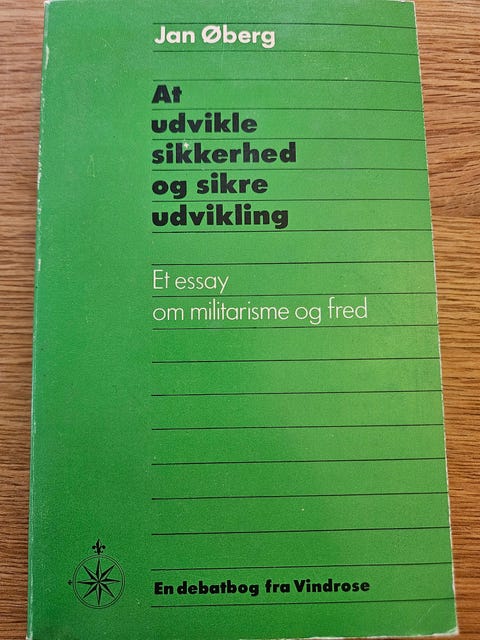 Jan Øberg
At
udvikle
sikkerhed
og sikre
udvikling
Et essay
om militarisme og fred
En debatbog fra Vindrose